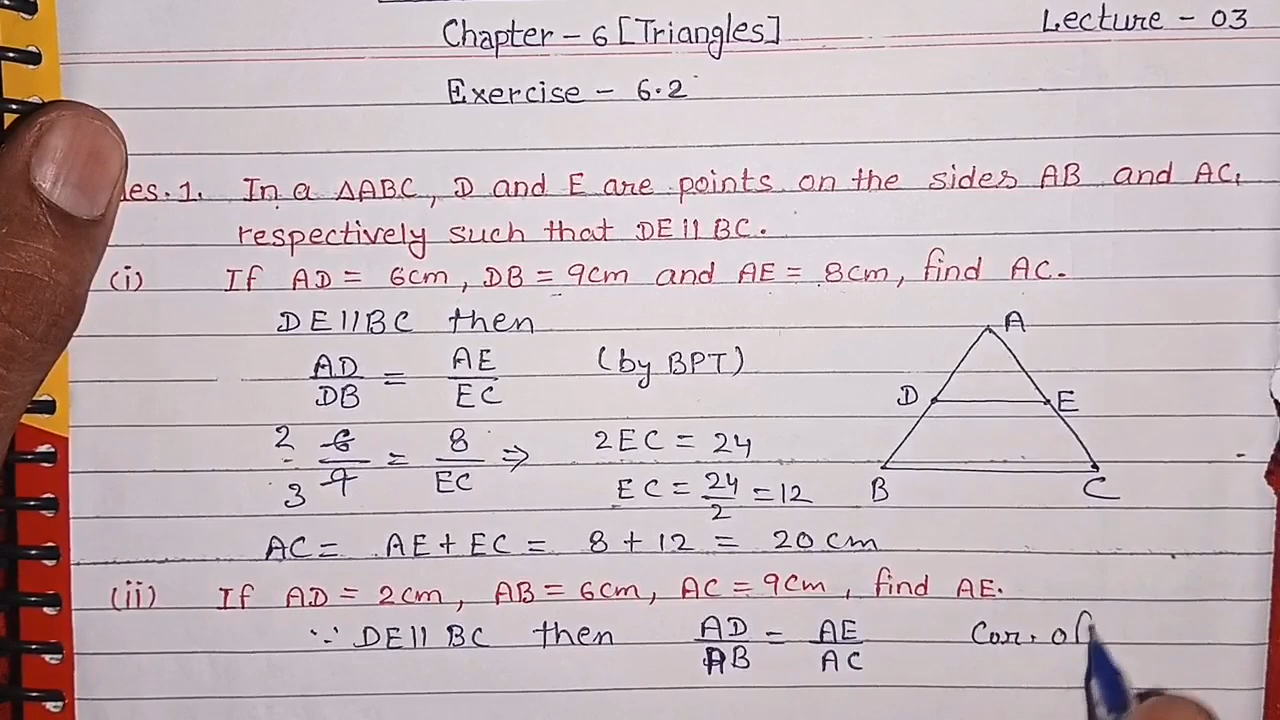 Chapter - 6 [Triangles]
Lecture - 03
Exercise - 6.2
es. 1. In a △ABC, D and E are points on the sides AB and AC,
respectively such that DE || BC.
(i) If AD = 6cm, DB = 9cm and AE = 8cm, find AC.
DE || BC then
AD/DB = AE/EC (by BPT)
2 6/9 3 = 8/EC ⇒ 2EC = 24
EC = 24/2 = 12
AC = AE + EC = 8 + 12 = 20 cm
A
D E
B C
(ii) If AD = 2cm, AB = 6cm, AC = 9cm, find AE.
∵ DE || BC then AD/AB = AE/AC Cor. of